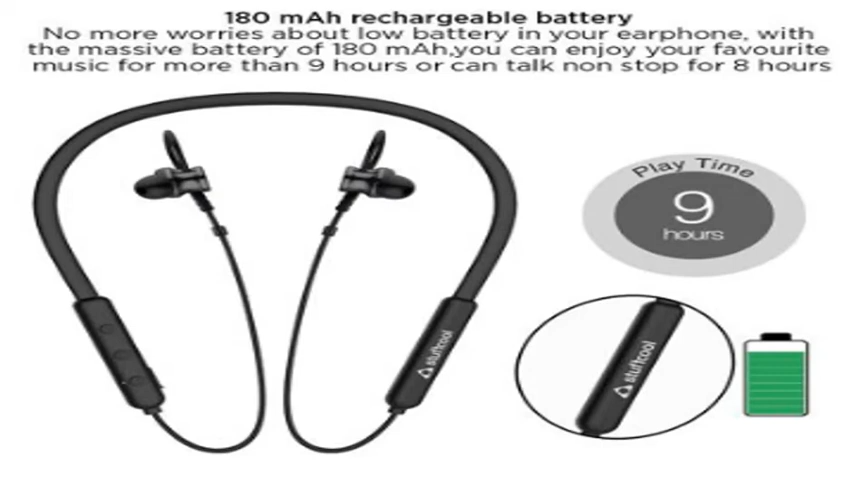 180 mAh rechargeable battery
No more worries about low battery in your earphone, with
the massive battery of 180 mAh,you can enjoy your favourite
music for more than 9 hours or can talk non stop for 8 hours
Play Time
9
hours
stuffcool
stuffcool